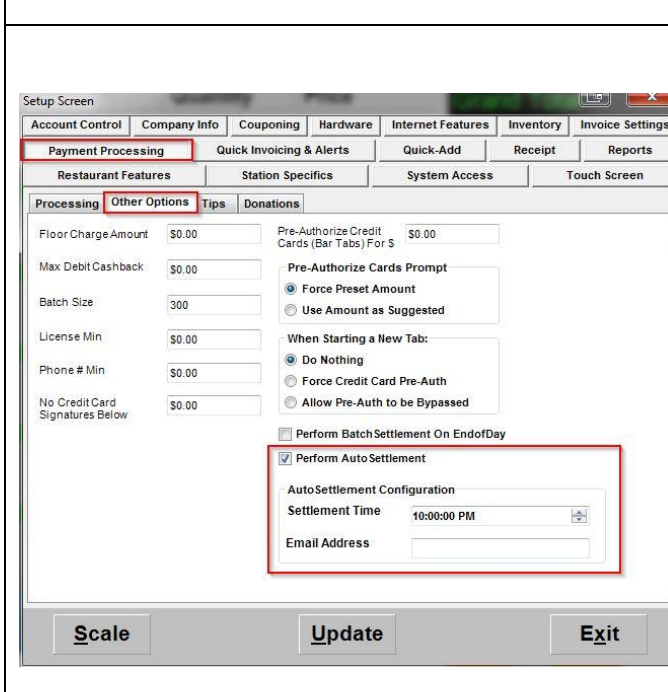 Quantity Price
Setup Screen
Account Control Company Info Couponing Hardware Internet Features Inventory Invoice Settings
Payment Processing Quick Invoicing & Alerts Quick-Add Receipt Reports
Restaurant Features Station Specifics System Access Touch Screen
Processing Other Options Tips Donations
Floor Charge Amount $0.00
Max Debit Cashback $0.00
Batch Size 300
License Min $0.00
Phone # Min $0.00
No Credit Card
Signatures Below $0.00
Pre-Authorize Credit
Cards (Bar Tabs) For $ $0.00
Pre-Authorize Cards Prompt
Force Preset Amount
Use Amount as Suggested
When Starting a New Tab:
Do Nothing
Force Credit Card Pre-Auth
Allow Pre-Auth to be Bypassed
Perform Batch Settlement On EndofDay
Perform Auto Settlement
AutoSettlement Configuration
Settlement Time 10:00:00 PM
Email Address
Scale Update Exit